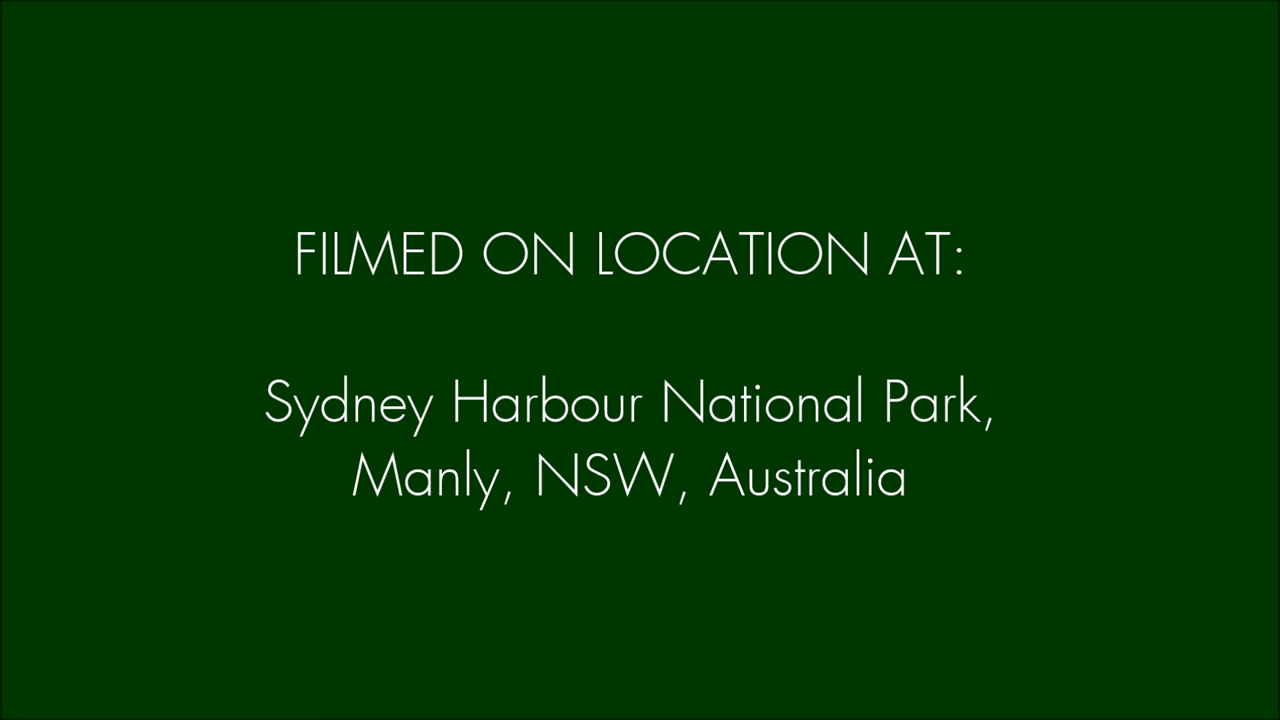 FILMED ON LOCATION AT:
Sydney Harbour National Park,
Manly, NSW, Australia